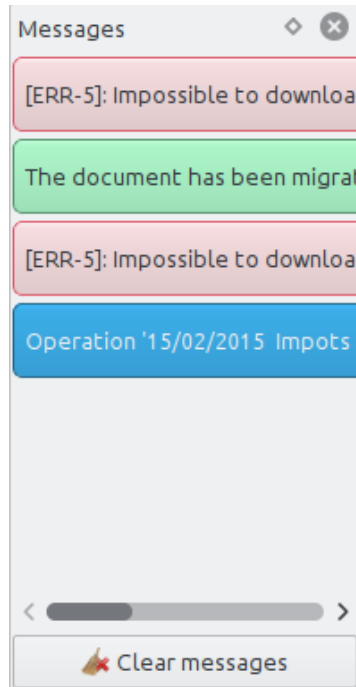 Messages
[ERR-5]: Impossible to downloa
The document has been migrat
[ERR-5]: Impossible to downloa
Operation '15/02/2015 Impots
Clear messages